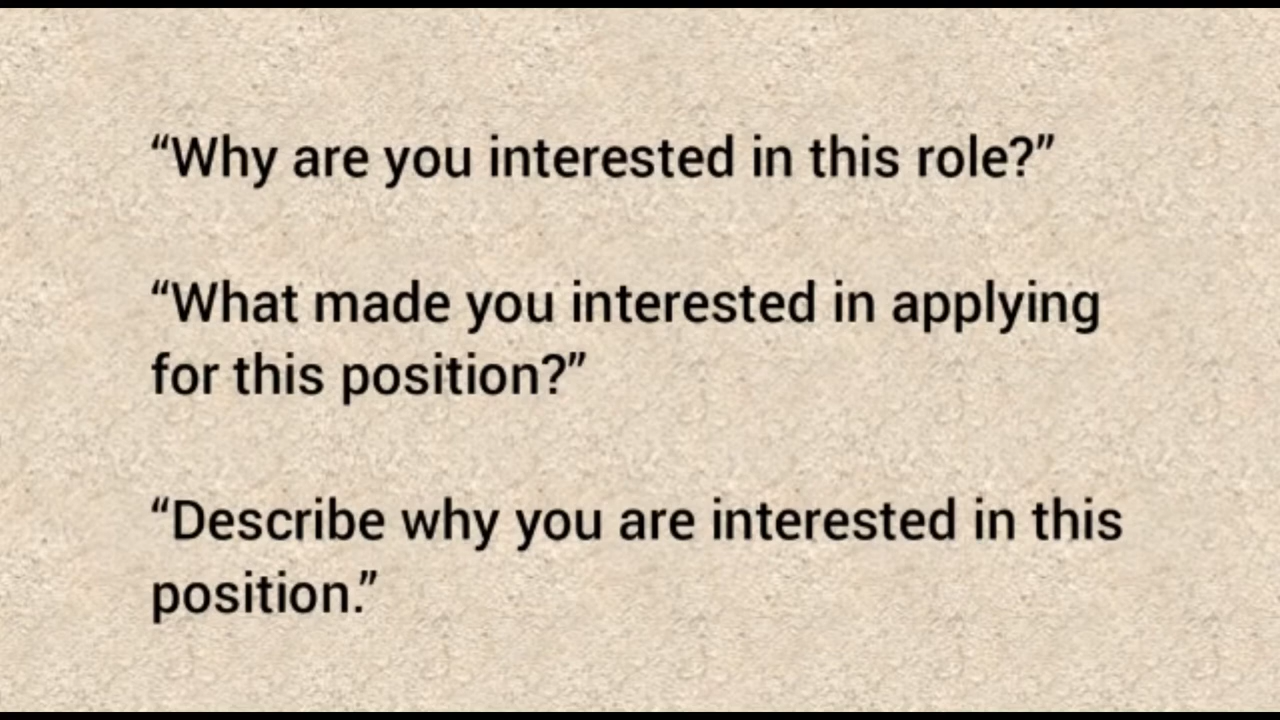 “Why are you interested in this role?”
“What made you interested in applying
for this position?”
“Describe why you are interested in this
position.”